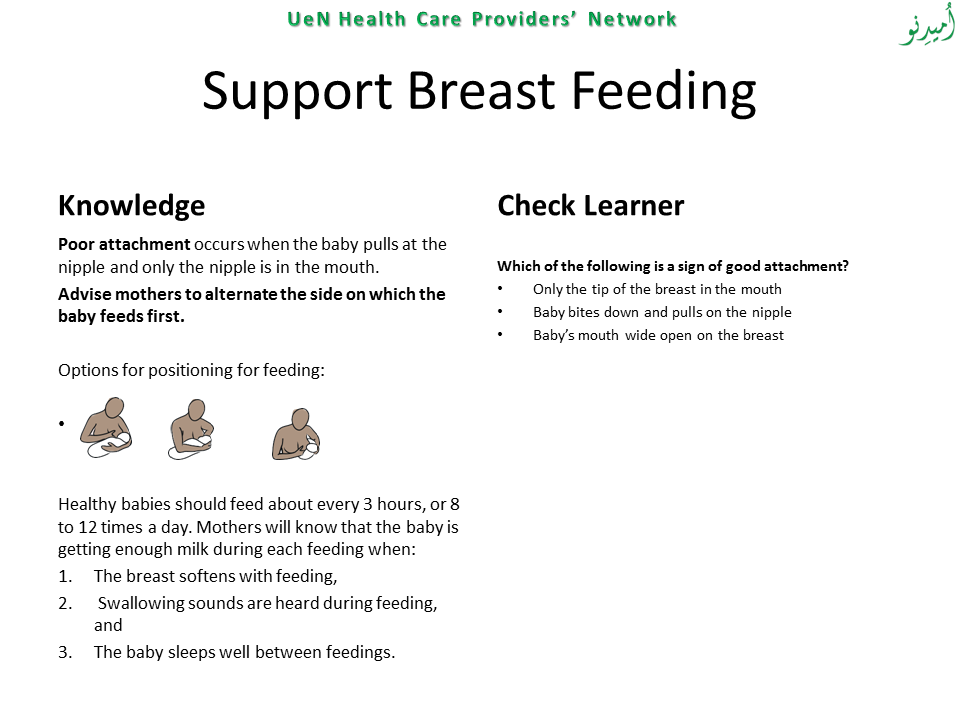 UeN Health Care Providers’ Network
اُمیدِنو
Support Breast Feeding
Knowledge
Poor attachment occurs when the baby pulls at the
nipple and only the nipple is in the mouth.
Advise mothers to alternate the side on which the
baby feeds first.
Options for positioning for feeding:
•
Healthy babies should feed about every 3 hours, or 8
to 12 times a day. Mothers will know that the baby is
getting enough milk during each feeding when:
1. The breast softens with feeding,
2. Swallowing sounds are heard during feeding,
and
3. The baby sleeps well between feedings.
Check Learner
Which of the following is a sign of good attachment?
• Only the tip of the breast in the mouth
• Baby bites down and pulls on the nipple
• Baby’s mouth wide open on the breast